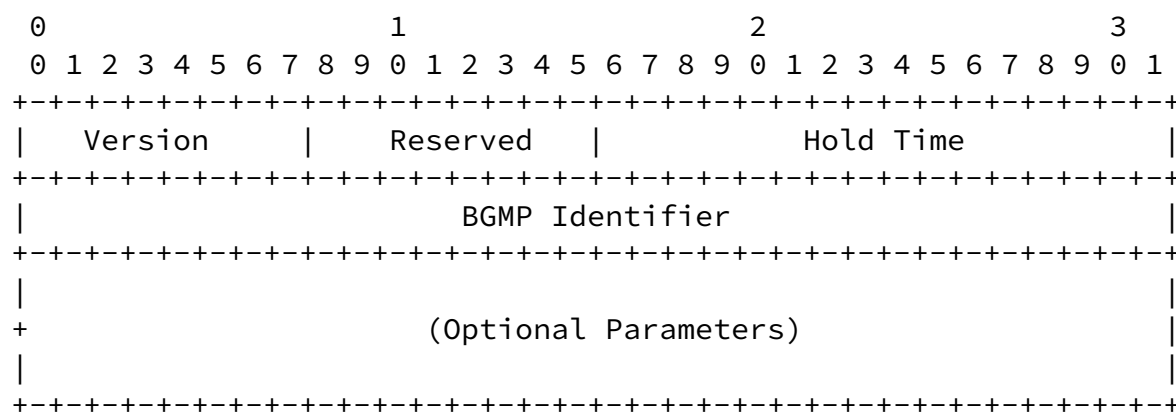 0                   1                   2                   3
 0 1 2 3 4 5 6 7 8 9 0 1 2 3 4 5 6 7 8 9 0 1 2 3 4 5 6 7 8 9 0 1
+-+-+-+-+-+-+-+-+-+-+-+-+-+-+-+-+-+-+-+-+-+-+-+-+-+-+-+-+-+-+-+-+
|   Version     |    Reserved   |           Hold Time           |
+-+-+-+-+-+-+-+-+-+-+-+-+-+-+-+-+-+-+-+-+-+-+-+-+-+-+-+-+-+-+-+-+
|                        BGMP Identifier                        |
+-+-+-+-+-+-+-+-+-+-+-+-+-+-+-+-+-+-+-+-+-+-+-+-+-+-+-+-+-+-+-+-+
|                                                               |
+                      (Optional Parameters)                    |
|                                                               |
+-+-+-+-+-+-+-+-+-+-+-+-+-+-+-+-+-+-+-+-+-+-+-+-+-+-+-+-+-+-+-+-+